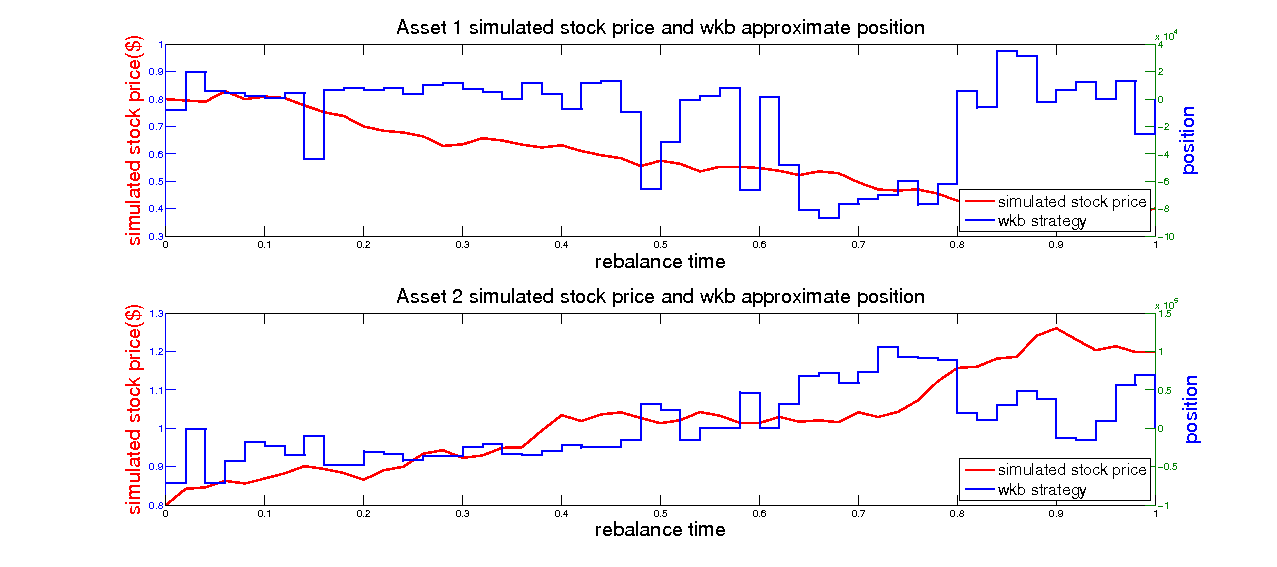 Asset 1 simulated stock price and wkb approximate position
x 10^4
simulated stock price($)
1
0.9
0.8
0.7
0.6
0.5
0.4
0.3
4
2
0
-2
-4
-6
-8
-10
position
simulated stock price
wkb strategy
0 0.1 0.2 0.3 0.4 0.5 0.6 0.7 0.8 0.9 1
rebalance time
Asset 2 simulated stock price and wkb approximate position
simulated stock price($)
1.3
1.2
1.1
1
0.9
0.8
1.5
1
0.5
0
-0.5
-1
position
simulated stock price
wkb strategy
0 0.1 0.2 0.3 0.4 0.5 0.6 0.7 0.8 0.9 1
rebalance time